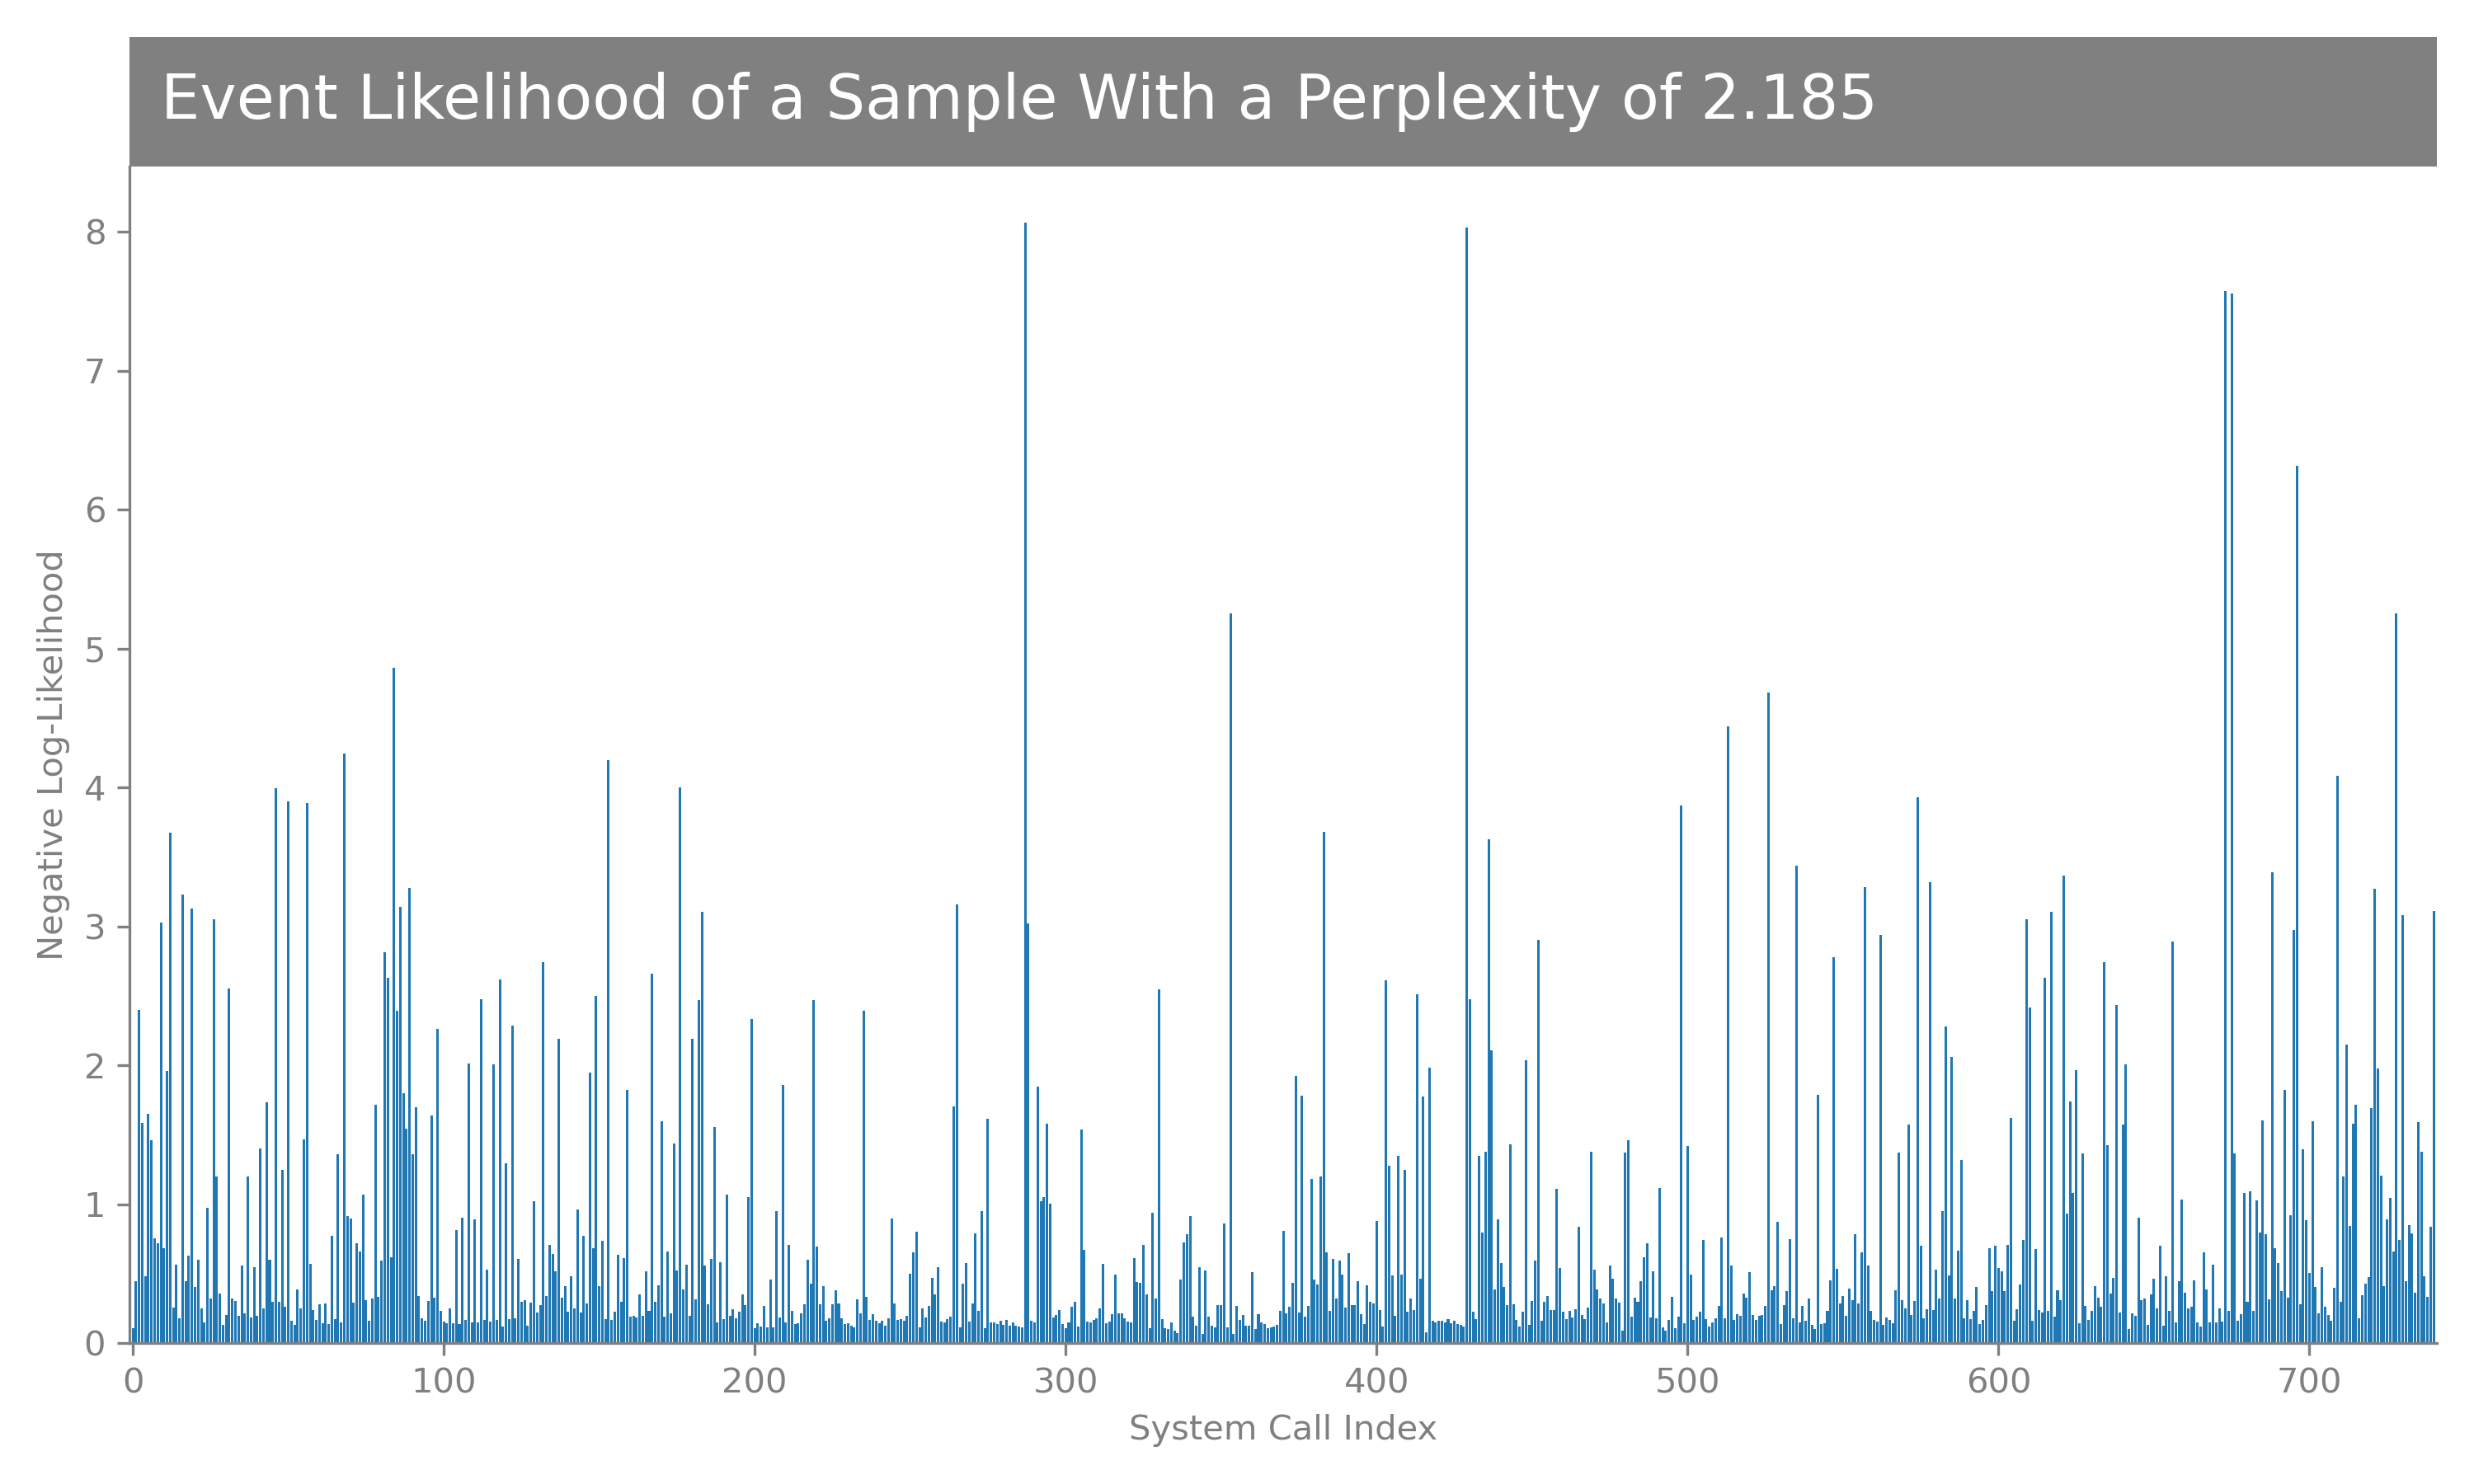 Event Likelihood of a Sample With a Perplexity of 2.185
8
7
6
5
4
3
2
1
0
Negative Log-Likelihood
0 100 200 300 400 500 600 700
System Call Index